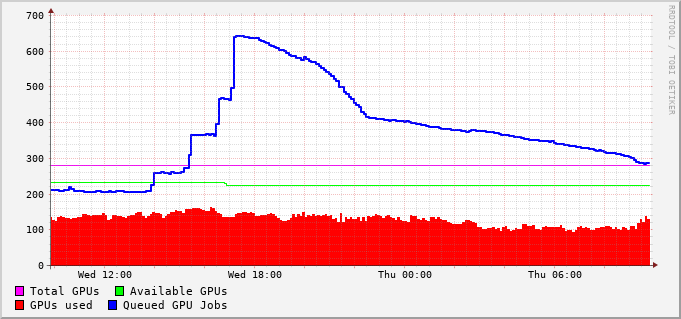 700
600
500
400
300
200
100
0
Wed 12:00 Wed 18:00 Thu 00:00 Thu 06:00
Total GPUs Available GPUs
GPUs used Queued GPU Jobs
RRDTOOL / TOBI OETIKER